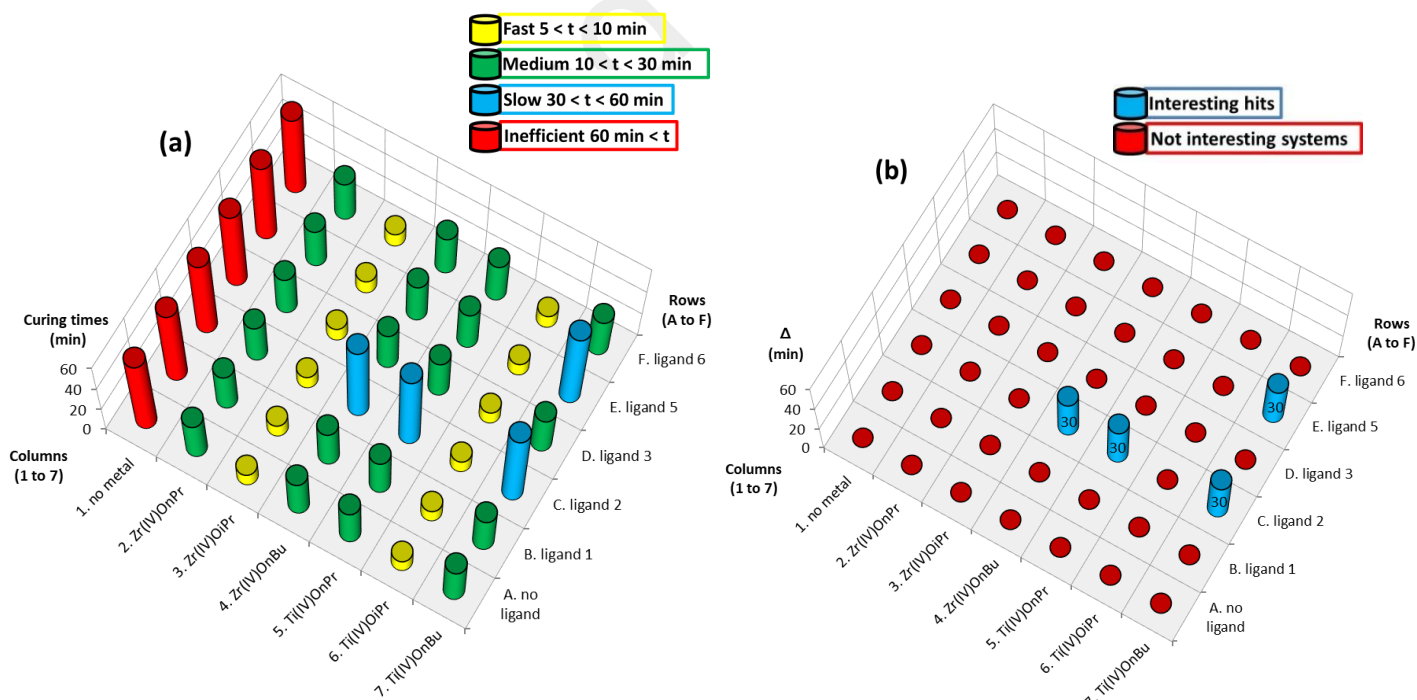 Fast 5 < t < 10 min
Medium 10 < t < 30 min
Slow 30 < t < 60 min
Inefficient 60 min < t
(a)
Curing times
(min)
60
40
20
0
Columns
(1 to 7)
1. no metal
2. Zr(IV)OnPr
3. Zr(IV)OiPr
4. Zr(IV)OnBu
5. Ti(IV)OnPr
6. Ti(IV)OiPr
7. Ti(IV)OnBu
Rows
(A to F)
F. ligand 6
E. ligand 5
D. ligand 3
C. ligand 2
B. ligand 1
A. no
ligand
Interesting hits
Not interesting systems
(b)
Δ
(min)
60
40
20
0
Columns
(1 to 7)
1. no metal
2. Zr(IV)OnPr
3. Zr(IV)OiPr
4. Zr(IV)OnBu
5. Ti(IV)OnPr
6. Ti(IV)OiPr
7. Ti(IV)OnBu
30
30
30
30
Rows
(A to F)
F. ligand 6
E. ligand 5
D. ligand 3
C. ligand 2
B. ligand 1
A. no
ligand